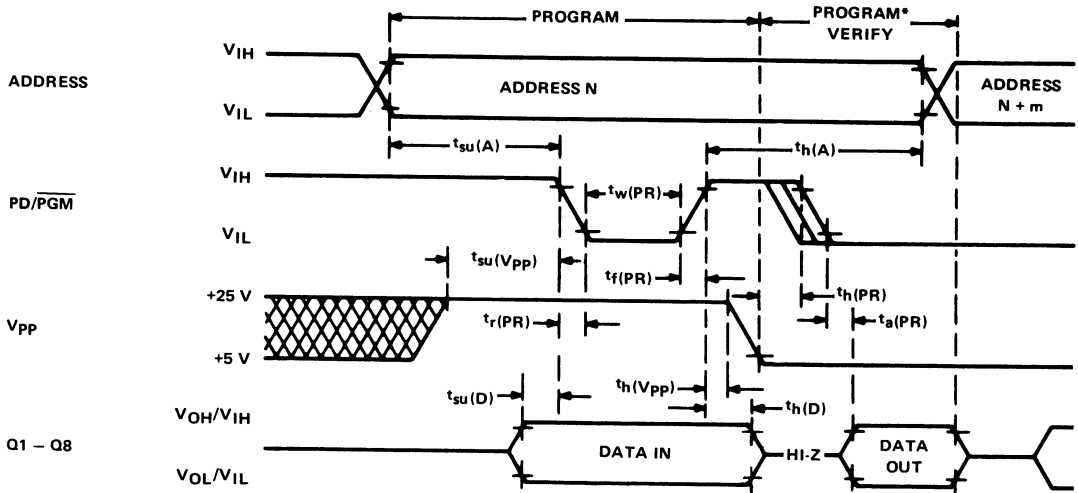 PROGRAM
PROGRAM*
VERIFY
ADDRESS
VIH
VIL
ADDRESS N
ADDRESS
N + m
tsu(A)
th(A)
PD/PGM
VIH
VIL
tw(PR)
tsu(VPP)
tf(PR)
th(PR)
VPP
+25 V
+5 V
tr(PR)
ta(PR)
tsu(D)
th(VPP)
th(D)
Q1 – Q8
VOH/VIH
VOL/VIL
DATA IN
HI-Z
DATA
OUT